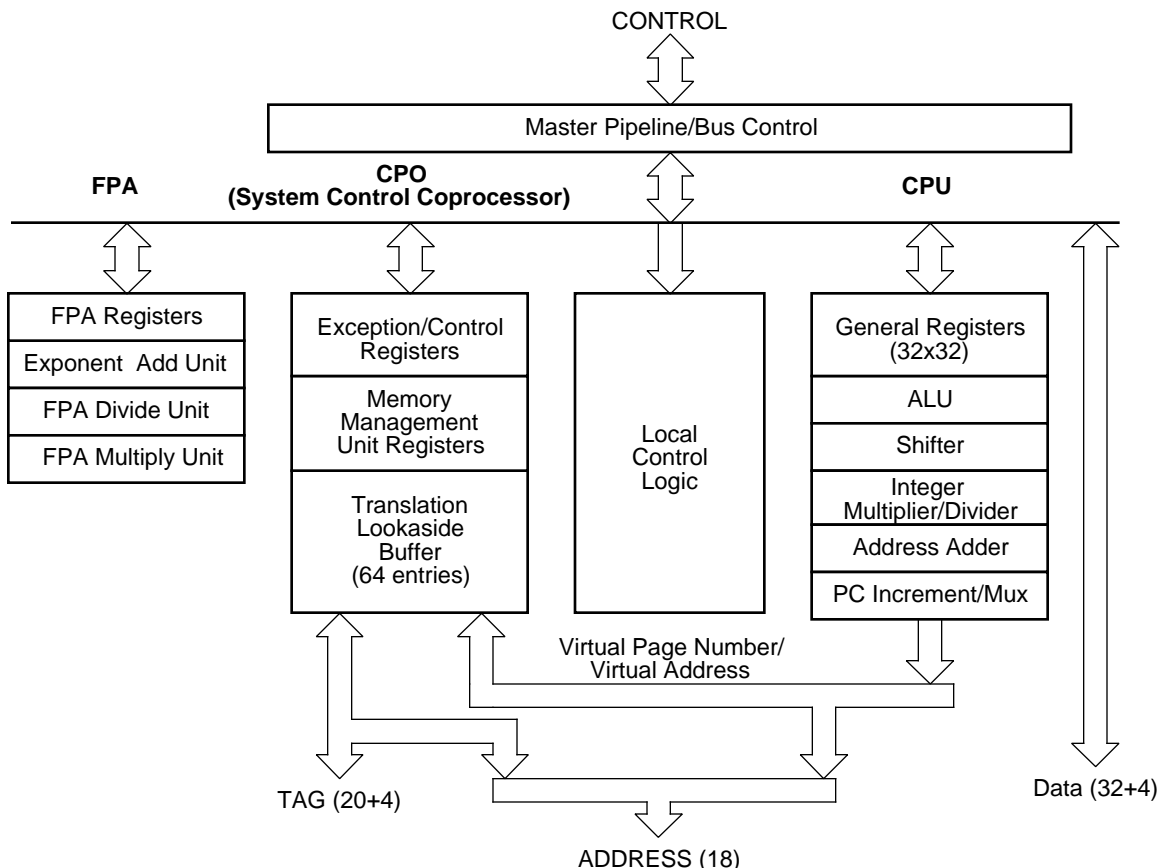 CONTROL
Master Pipeline/Bus Control
FPA
CPO
(System Control Coprocessor)
CPU
FPA Registers
Exponent Add Unit
FPA Divide Unit
FPA Multiply Unit
Exception/Control
Registers
Memory
Management
Unit Registers
Translation
Lookaside
Buffer
(64 entries)
Local
Control
Logic
General Registers
(32x32)
ALU
Shifter
Integer
Multiplier/Divider
Address Adder
PC Increment/Mux
Virtual Page Number/
Virtual Address
TAG (20+4)
Data (32+4)
ADDRESS (18)